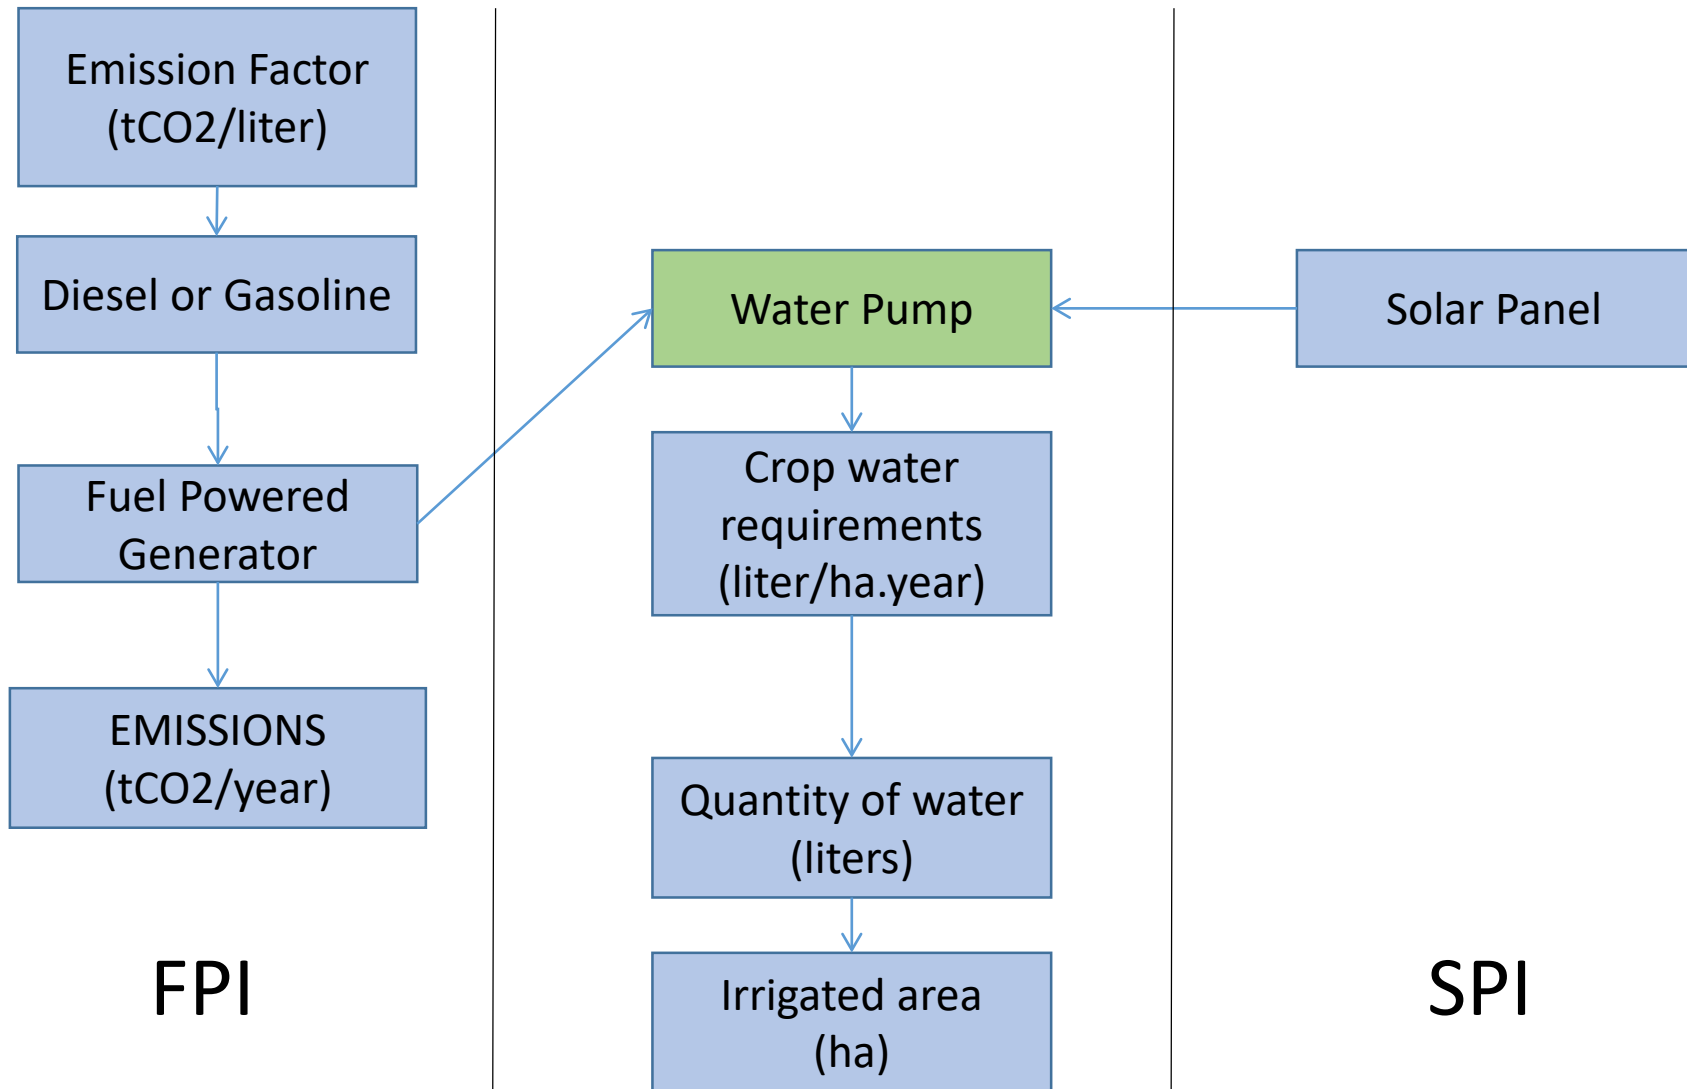 Emission Factor
(tCO2/liter)
Diesel or Gasoline
Fuel Powered
Generator
EMISSIONS
(tCO2/year)
FPI
Water Pump
Crop water
requirements
(liter/ha.year)
Quantity of water
(liters)
Irrigated area
(ha)
Solar Panel
SPI